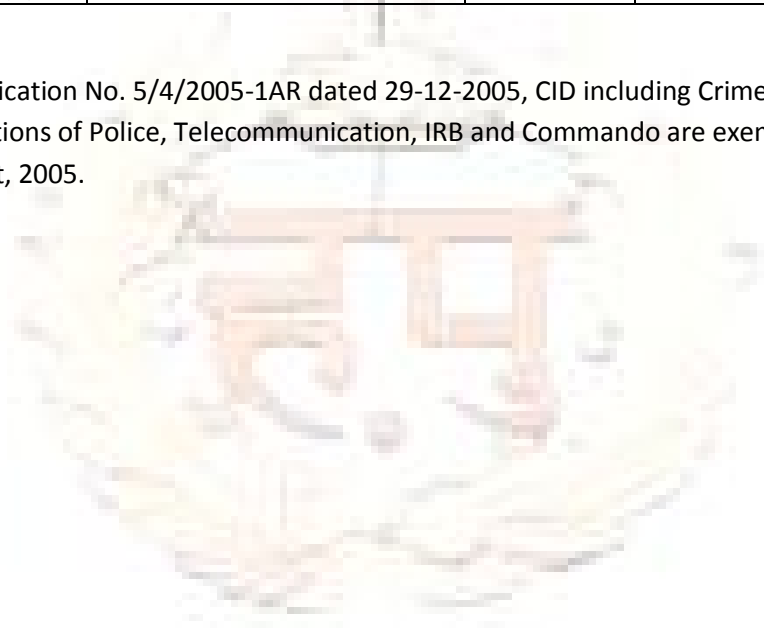 ication No. 5/4/2005-1AR dated 29-12-2005, CID including Crime
tions of Police, Telecommunication, IRB and Commando are exen
t, 2005.
हप